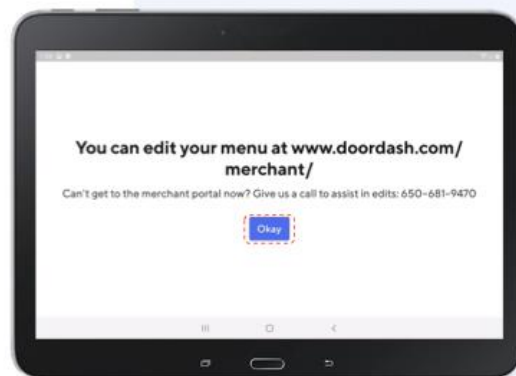 You can edit your menu at www.doordash.com/
merchant/
Can't get to the merchant portal now? Give us a call to assist in edits: 650-681-9470
Okay